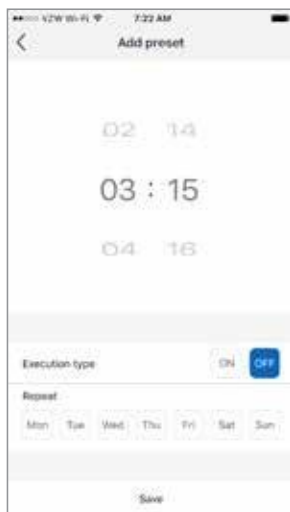 VZW Wi-Fi 7:22 AM
Add preset
02 14
03 : 15
04 16
Execution type ON OFF
Repeat
Mon Tue Wed Thu Fri Sat Sun
Save